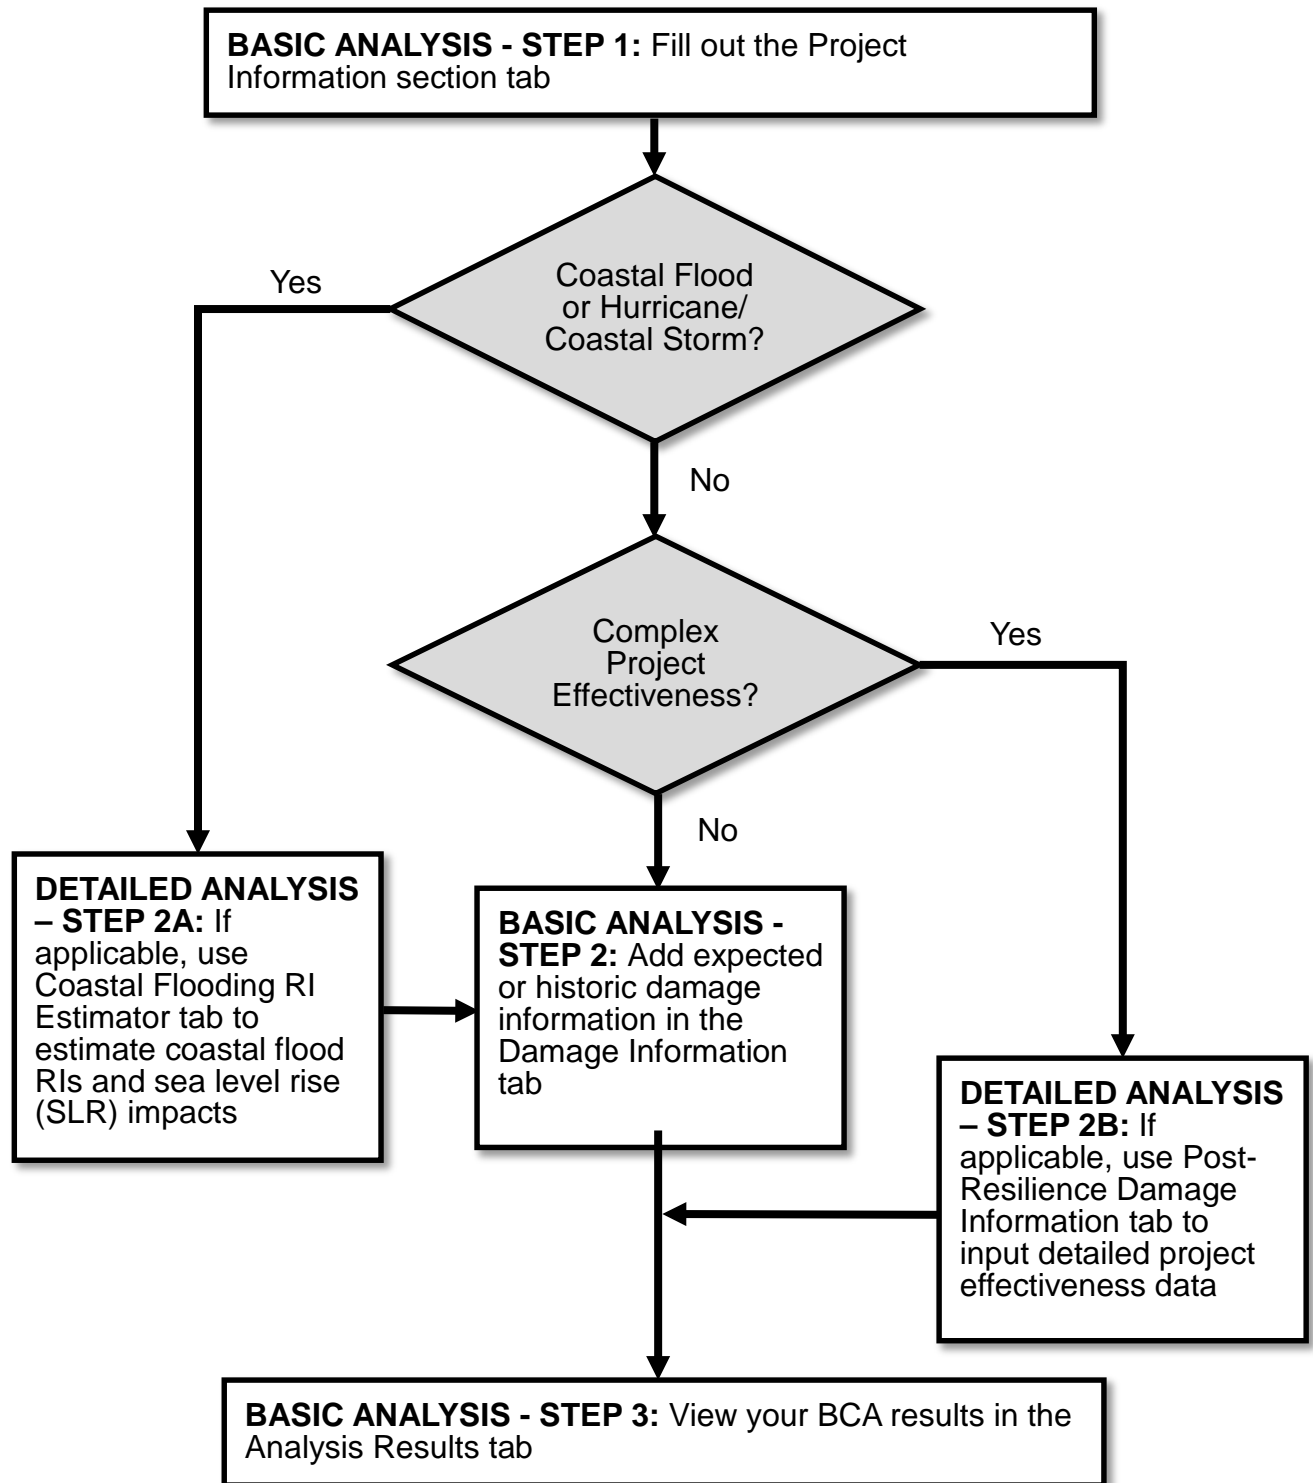 BASIC ANALYSIS - STEP 1: Fill out the Project
Information section tab
Coastal Flood
or Hurricane/
Coastal Storm?
Yes
No
Complex
Project
Effectiveness?
Yes
No
DETAILED ANALYSIS
– STEP 2A: If
applicable, use
Coastal Flooding RI
Estimator tab to
estimate coastal flood
RIs and sea level rise
(SLR) impacts
BASIC ANALYSIS -
STEP 2: Add expected
or historic damage
information in the
Damage Information
tab
DETAILED ANALYSIS
– STEP 2B: If
applicable, use Post-
Resilience Damage
Information tab to
input detailed project
effectiveness data
BASIC ANALYSIS - STEP 3: View your BCA results in the
Analysis Results tab